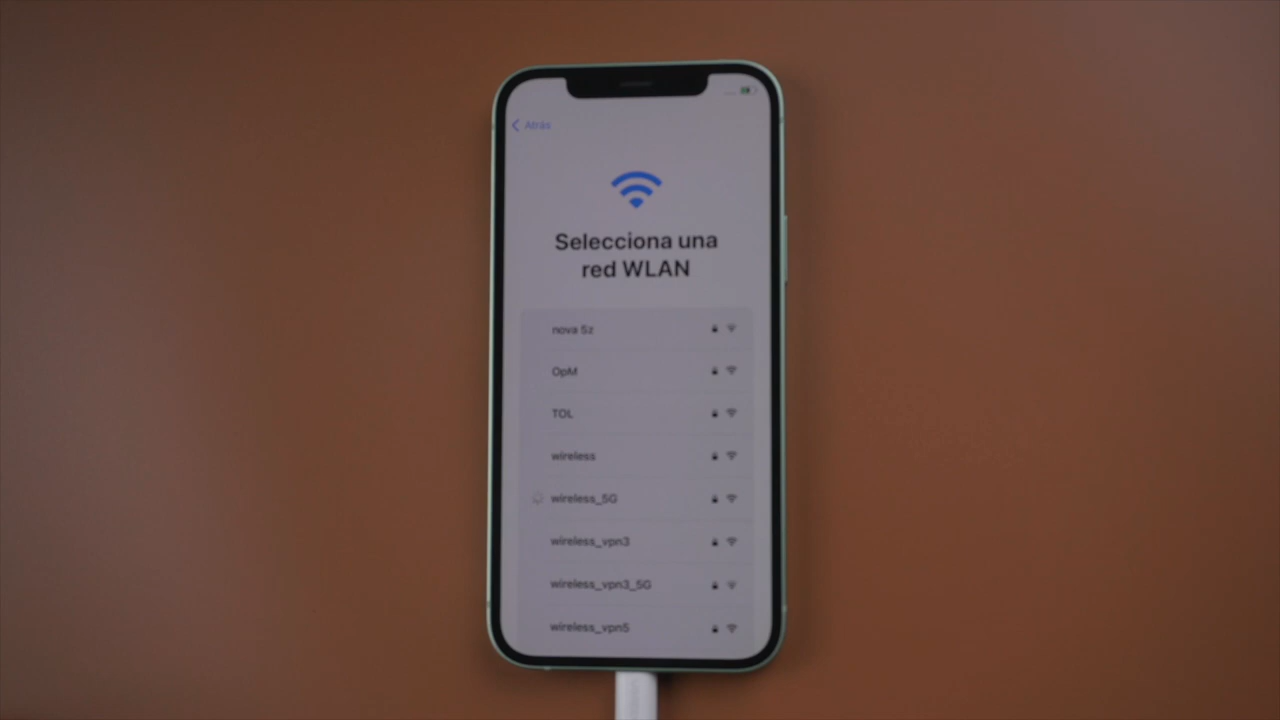 Atrás
Selecciona una
red WLAN
nova 5z
OpM
TOL
wireless
wireless_5G
wireless_vpn3
wireless_vpn3_5G
wireless_vpn5